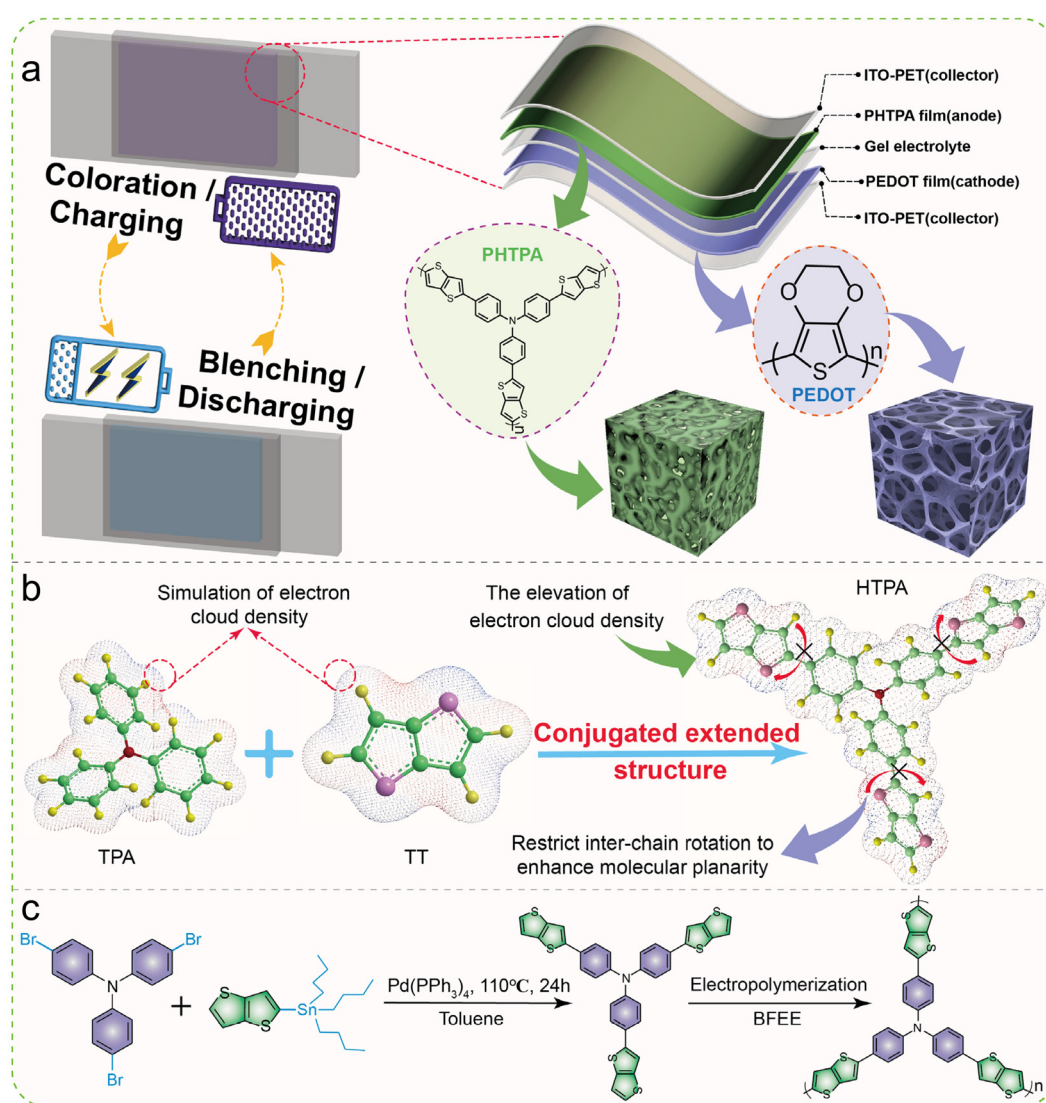 a
ITO-PET(collector)
PHTPA film(anode)
Gel electrolyte
PEDOT film(cathode)
ITO-PET(collector)
Coloration /
Charging
Blenching /
Discharging
PHTPA
S
S
S
S
N
S
S
n
O
O
S
n
PEDOT
b
Simulation of electron
cloud density
The elevation of
electron cloud density
HTPA
Conjugated extended
structure
TPA
TT
Restrict inter-chain rotation to
enhance molecular planarity
c
Br
Br
N
Br
S
S
Sn
Pd(PPh3)4, 110℃, 24h
Toluene
S
S
S
S
N
S
S
Electropolymerization
BFEE
S
S
N
S
S
S
S
n